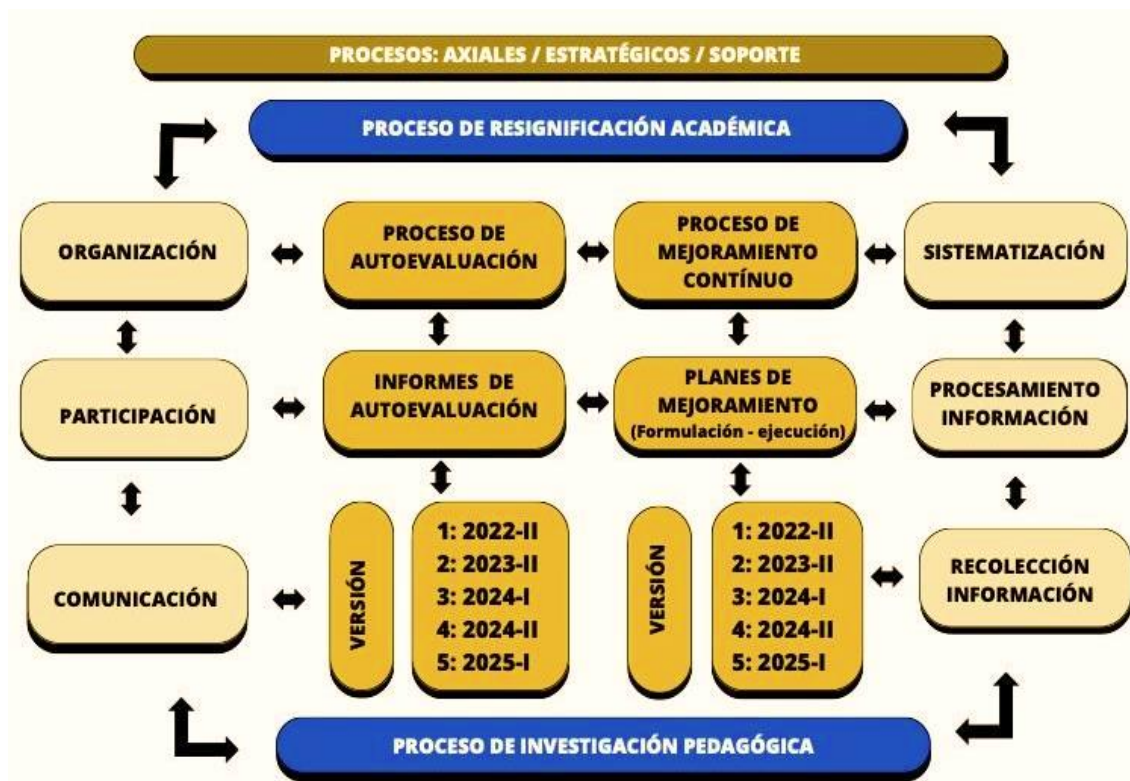 PROCESOS: AXIALES / ESTRATÉGICOS / SOPORTE
PROCESO DE RESIGNIFICACIÓN ACADÉMICA
ORGANIZACIÓN
PROCESO DE
AUTOEVALUACIÓN
PROCESO DE
MEJORAMIENTO
CONTÍNUO
SISTEMATIZACIÓN
PARTICIPACIÓN
INFORMES DE
AUTOEVALUACIÓN
PLANES DE
MEJORAMIENTO
(Formulación - ejecución)
PROCESAMIENTO
INFORMACIÓN
COMUNICACIÓN
VERSIÓN
1: 2022-II
2: 2023-II
3: 2024-I
4: 2024-II
5: 2025-I
VERSIÓN
1: 2022-II
2: 2023-II
3: 2024-I
4: 2024-II
5: 2025-I
RECOLECCIÓN
INFORMACIÓN
PROCESO DE INVESTIGACIÓN PEDAGÓGICA